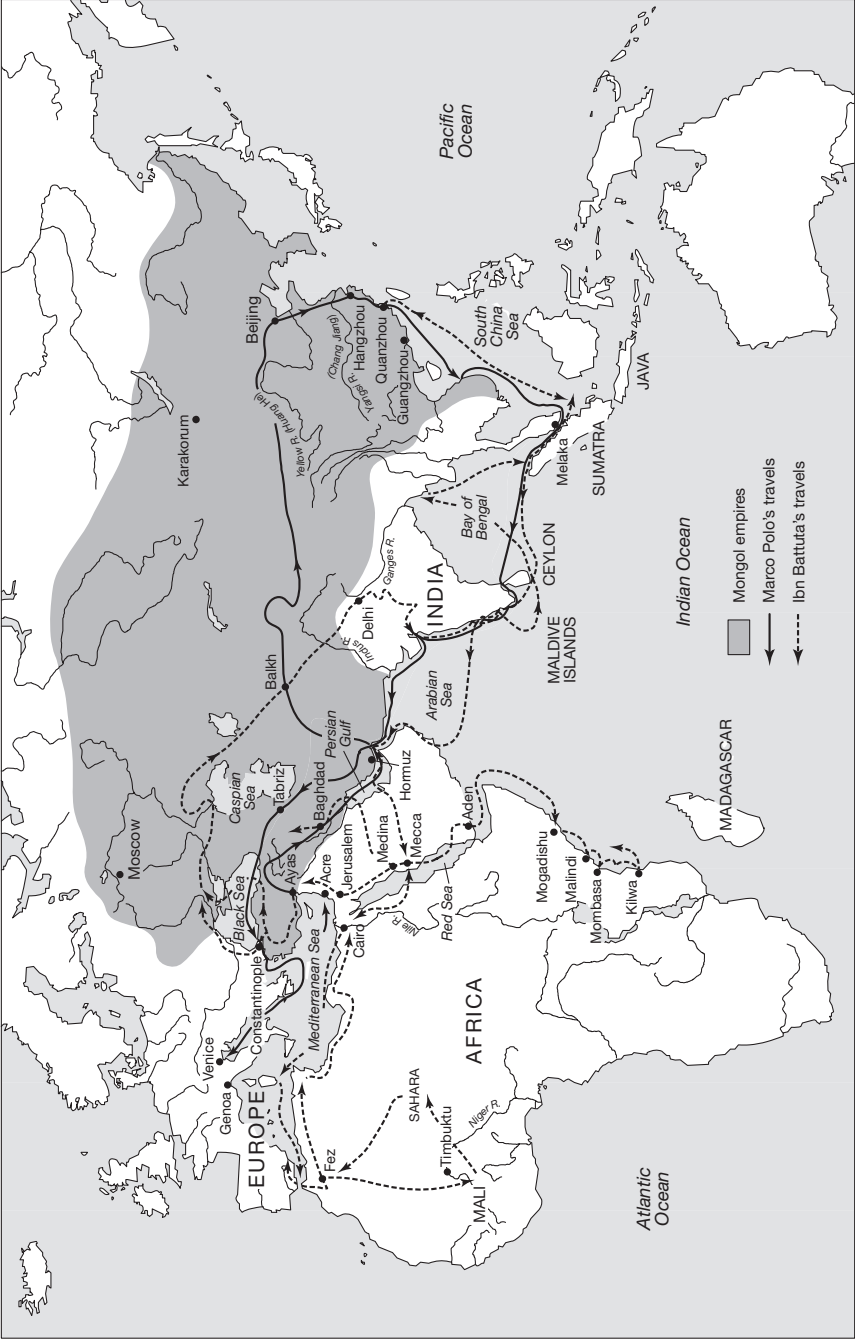 Pacific
Ocean
Moscow
Karakorum
Beijing
Yellow R. (Huang He)
Yangsi R.
(Chang Jiang)
Hangzhou
Quanzhou
Guangzhou
South
China
Sea
JAVA
SUMATRA
Melaka
Bay of
Bengal
CEYLON
INDIA
Ganges R.
Delhi
Indus R.
MALDIVE
ISLANDS
Indian Ocean
Balkh
Arabian
Sea
Persian
Gulf
Hormuz
Caspian
Sea
Tabriz
Baghdad
Black Sea
Ayas
Acre
Jerusalem
Medina
Mecca
Aden
Red Sea
Nile R.
Cairo
Constantinople
Mediterranean Sea
Venice
Genoa
EUROPE
Fez
SAHARA
Timbuktu
Niger R.
MALI
AFRICA
Mogadishu
Malindi
Mombasa
Kilwa
MADAGASCAR
Atlantic
Ocean
Mongol empires
Marco Polo's travels
Ibn Battuta's travels